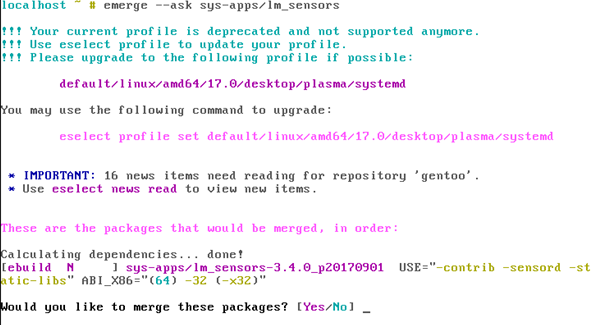 localhost ~ # emerge --ask sys-apps/lm_sensors
!!! Your current profile is deprecated and not supported anymore.
!!! Use eselect profile to update your profile.
!!! Please upgrade to the following profile if possible:
default/linux/amd64/17.0/desktop/plasma/systemd
You may use the following command to upgrade:
eselect profile set default/linux/amd64/17.0/desktop/plasma/systemd
* IMPORTANT: 16 news items need reading for repository 'gentoo'.
* Use eselect news read to view new items.
These are the packages that would be merged, in order:
Calculating dependencies... done!
[ebuild  N     ] sys-apps/lm_sensors-3.4.0_p20170901  USE="-contrib -sensord -st
atic-libs" ABI_X86="(64) -32 (-x32)"
Would you like to merge these packages? [Yes/No] _